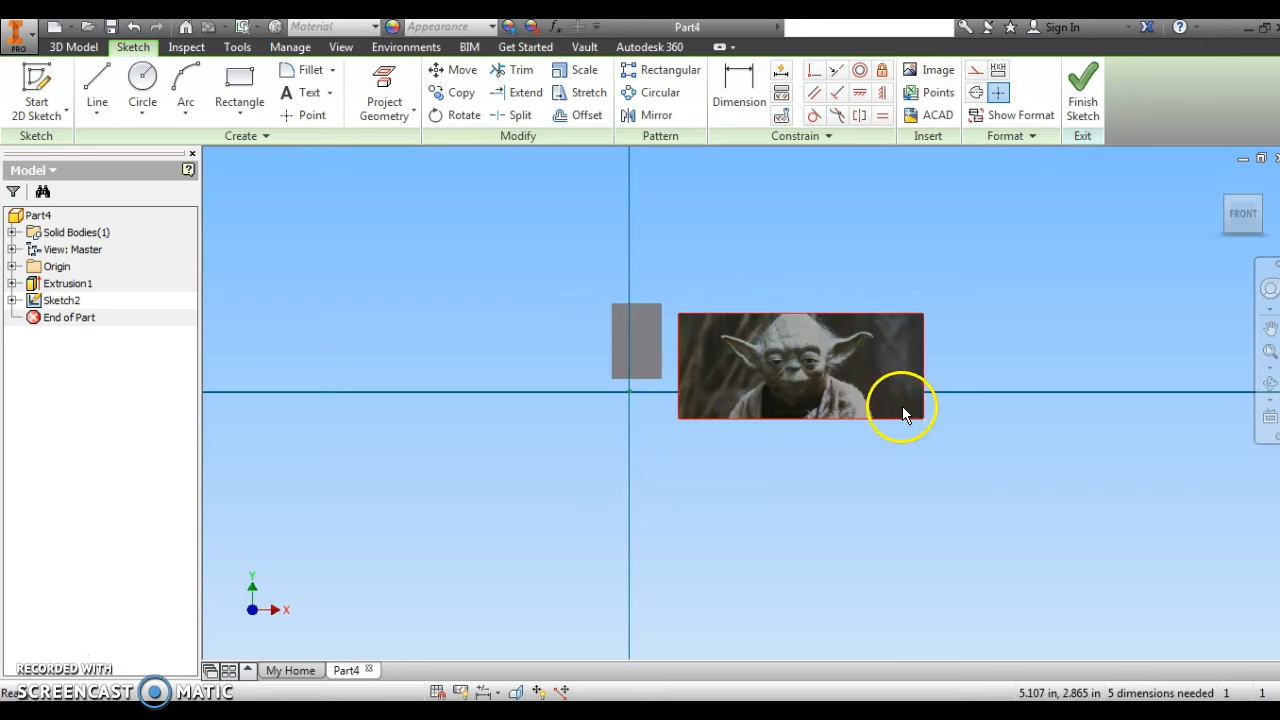 Material
Appearance
Part4
Sign In
PRO
3D Model
Sketch
Inspect
Tools
Manage
View
Environments
BIM
Get Started
Vault
Autodesk 360
Start
2D Sketch
Line
Circle
Arc
Rectangle
Fillet
Text
Point
Project
Geometry
Move
Copy
Rotate
Trim
Extend
Split
Scale
Stretch
Offset
Rectangular
Circular
Mirror
Dimension
Image
Points
ACAD
Show Format
Finish
Sketch
Sketch
Create
Modify
Pattern
Constrain
Insert
Format
Exit
Model
Part4
Solid Bodies(1)
View: Master
Origin
Extrusion1
Sketch2
End of Part
FRONT
Y
X
My Home
Part4
RECORDED WITH
SCREENCAST MATIC
5.107 in, 2.865 in
5 dimensions needed
1
1